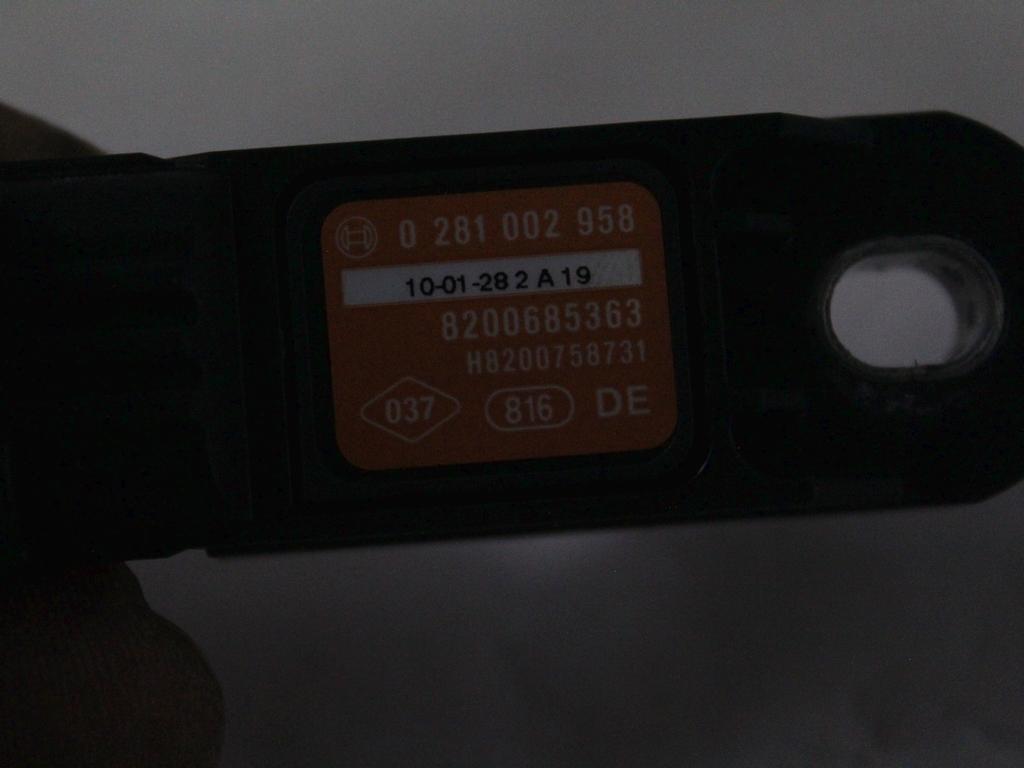 0 281 002 958
10-01-28 2 A 19
8200685363
H8200758731
037 816 DE